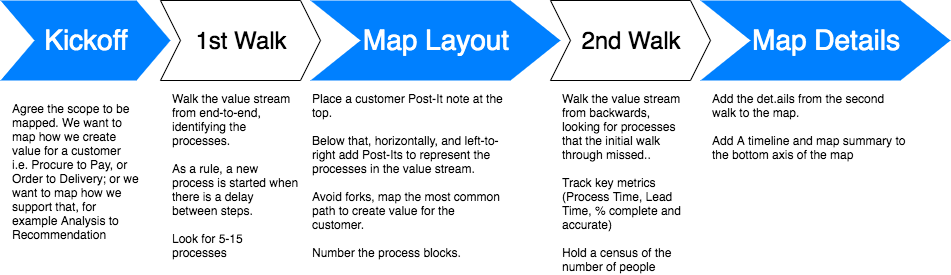 Kickoff
1st Walk
Map Layout
2nd Walk
Map Details
Agree the scope to be
mapped. We want to
map how we create
value for a customer
i.e. Procure to Pay, or
Order to Delivery; or we
want to map how we
support that, for
example Analysis to
Recommendation
Walk the value stream
from end-to-end,
identifying the
processes.
As a rule, a new
process is started when
there is a delay
between steps.
Look for 5-15
processes
Place a customer Post-It note at the
top.
Below that, horizontally, and left-to-
right add Post-Its to represent the
processes in the value stream.
Avoid forks, map the most common
path to create value for the
customer.
Number the process blocks.
Walk the value stream
from backwards,
looking for processes
that the initial walk
through missed..
Track key metrics
(Process Time, Lead
Time, % complete and
accurate)
Hold a census of the
number of people
Add the det.ails from the second
walk to the map.
Add A timeline and map summary to
the bottom axis of the map